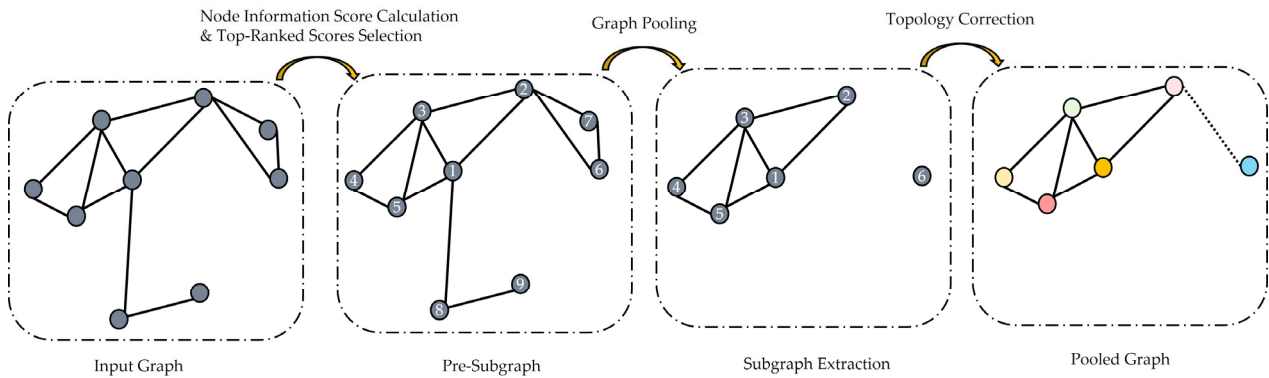 Node Information Score Calculation
& Top-Ranked Scores Selection
Graph Pooling
Topology Correction
2
3
7
1
6
4
5
9
8
2
3
1
6
4
5
Input Graph
Pre-Subgraph
Subgraph Extraction
Pooled Graph